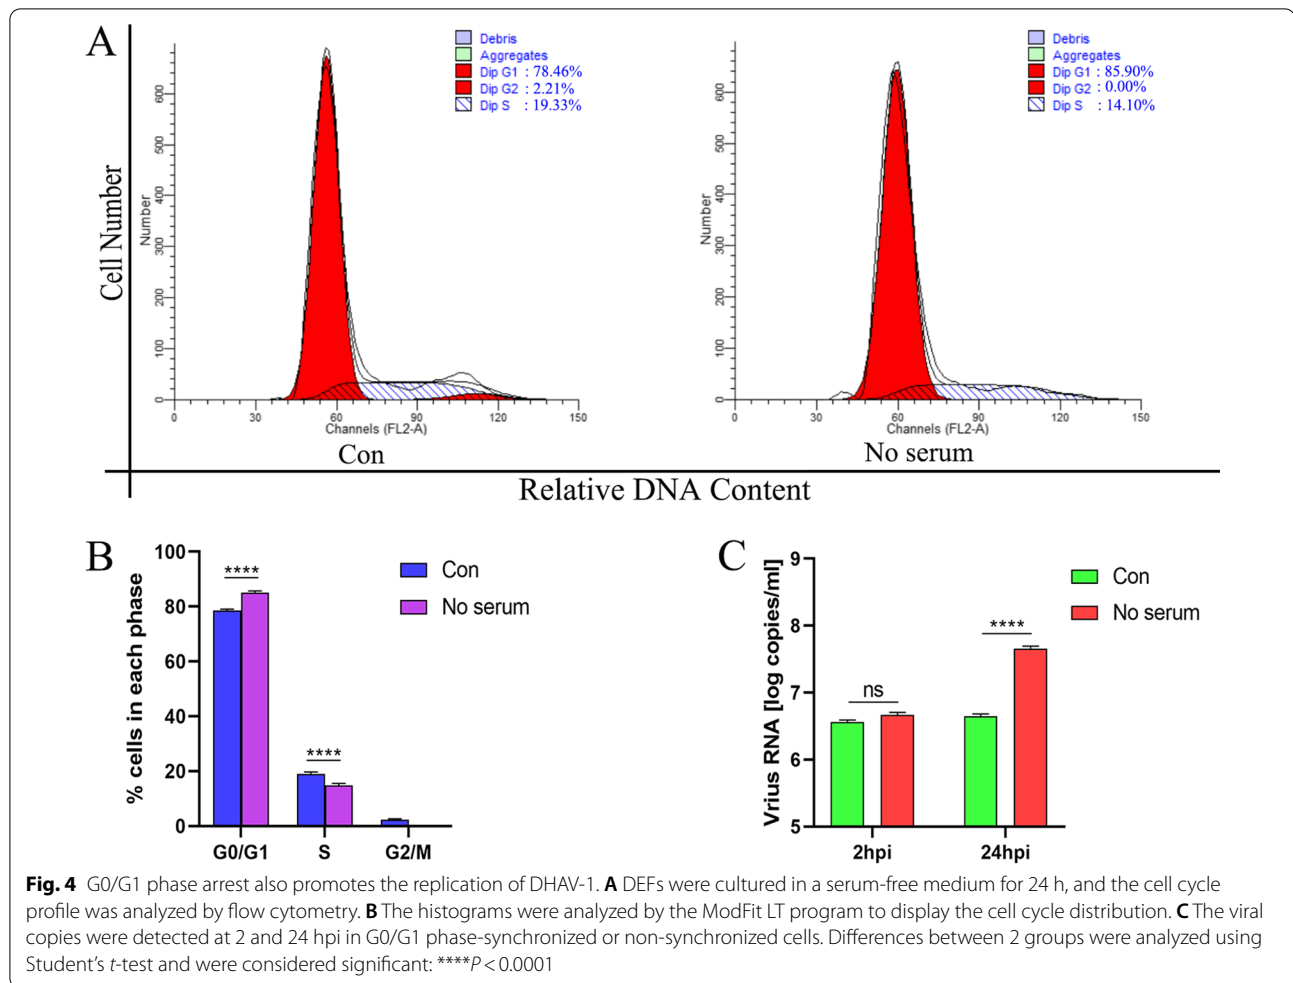 A
Debris
Aggregates
Dip G1 : 78.46%
Dip G2 : 2.21%
Dip S : 19.33%
Debris
Aggregates
Dip G1 : 85.90%
Dip G2 : 0.00%
Dip S : 14.10%
Cell Number
Number
600
500
400
300
200
100
0
0 30 60 90 120 150
Channels (FL2-A)
Con
Number
600
500
400
300
200
100
0
0 30 60 90 120 150
Channels (FL2-A)
No serum
Relative DNA Content
B
% cells in each phase
100
80
60
40
20
0
****
****
Con
No serum
G0/G1 S G2/M
C
Vrius RNA [log copies/ml]
9
8
7
6
5
ns
****
Con
No serum
2hpi 24hpi
Fig. 4 G0/G1 phase arrest also promotes the replication of DHAV-1. A DEFs were cultured in a serum-free medium for 24 h, and the cell cycle
profile was analyzed by flow cytometry. B The histograms were analyzed by the ModFit LT program to display the cell cycle distribution. C The viral
copies were detected at 2 and 24 hpi in G0/G1 phase-synchronized or non-synchronized cells. Differences between 2 groups were analyzed using
Student's t-test and were considered significant: ****P < 0.0001